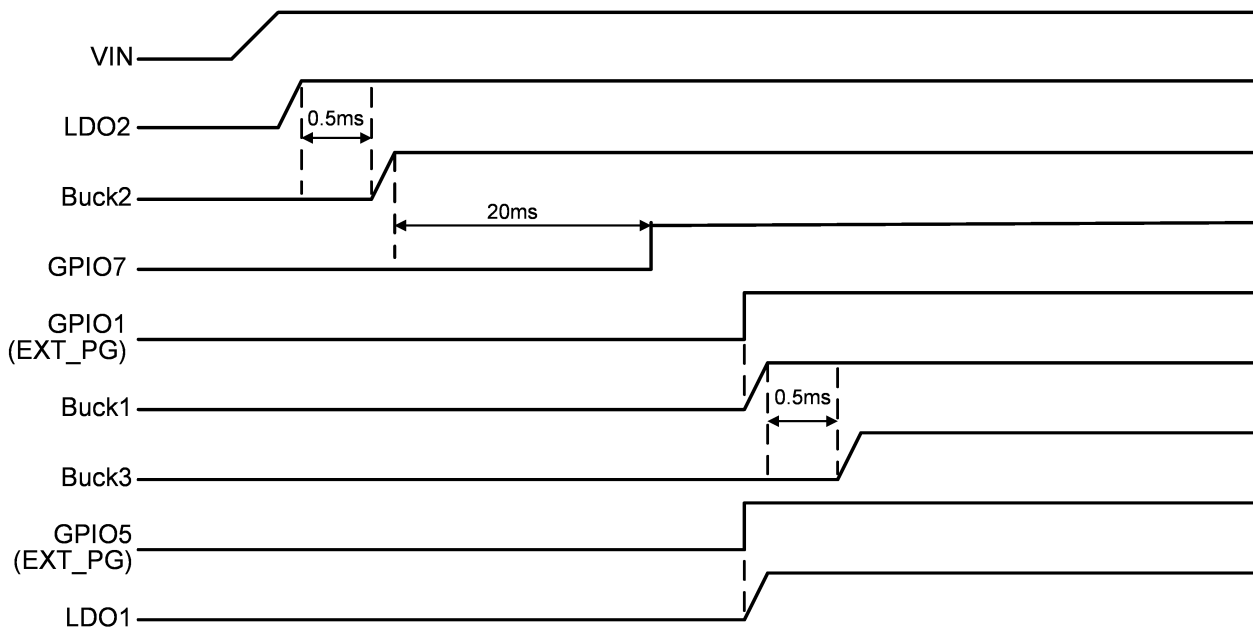 VIN
LDO2
0.5ms
Buck2
20ms
GPIO7
GPIO1
(EXT_PG)
Buck1
0.5ms
Buck3
GPIO5
(EXT_PG)
LDO1